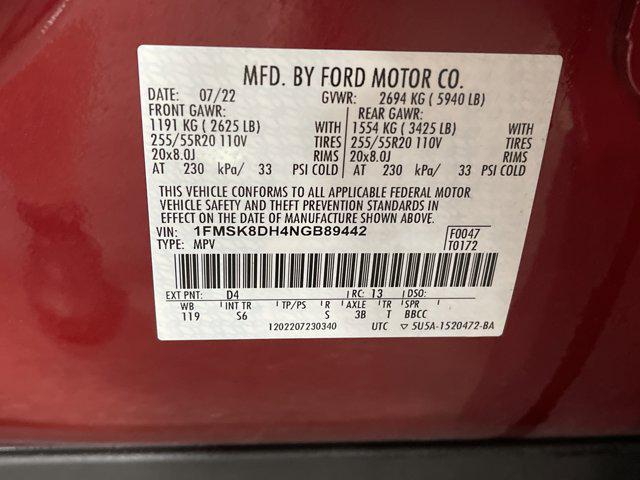 MFD. BY FORD MOTOR CO.
DATE: 07/22 GVWR: 2694 KG ( 5940 LB)
FRONT GAWR: REAR GAWR:
1191 KG ( 2625 LB) WITH 1554 KG ( 3425 LB) WITH
255/55R20 110V TIRES 255/55R20 110V TIRES
20x8.0J RIMS 20x8.0J RIMS
AT 230 kPa/ 33 PSI COLD AT 230 kPa/ 33 PSI COLD
THIS VEHICLE CONFORMS TO ALL APPLICABLE FEDERAL MOTOR
VEHICLE SAFETY AND THEFT PREVENTION STANDARDS IN
EFFECT ON THE DATE OF MANUFACTURE SHOWN ABOVE.
VIN: 1FMSK8DH4NGB89442 F0047
TYPE: MPV T0172
EXT PNT: D4 RC: 13 DSO:
WB INT TR TP/PS R AXLE TR SPR
119 S6 S 3B T BBCC
1202207230340 UTC ▽ 5U5A-1520472-BA